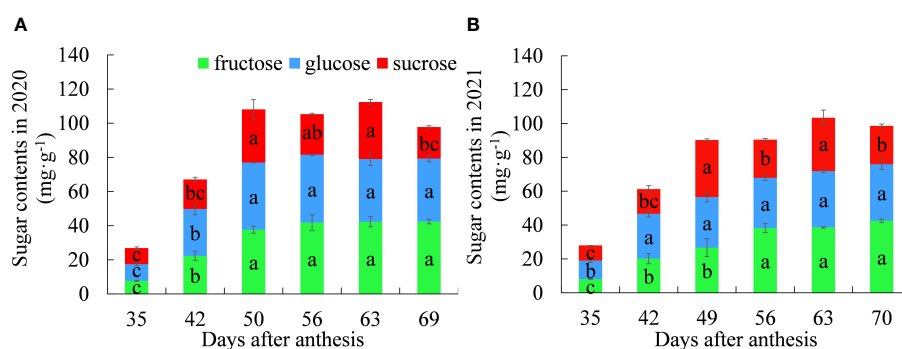 A
B
fructose glucose sucrose
Sugar contents in 2020
(mg·g-1)
140
120
100
80
60
40
20
0
c
c
c
bc
b
b
a
a
a
ab
a
a
a
a
a
bc
a
a
35 42 50 56 63 69
Days after anthesis
Sugar contents in 2021
(mg·g-1)
140
120
100
80
60
40
20
0
c
b
c
bc
a
b
a
a
b
b
a
a
a
a
a
b
a
a
35 42 49 56 63 70
Days after anthesis